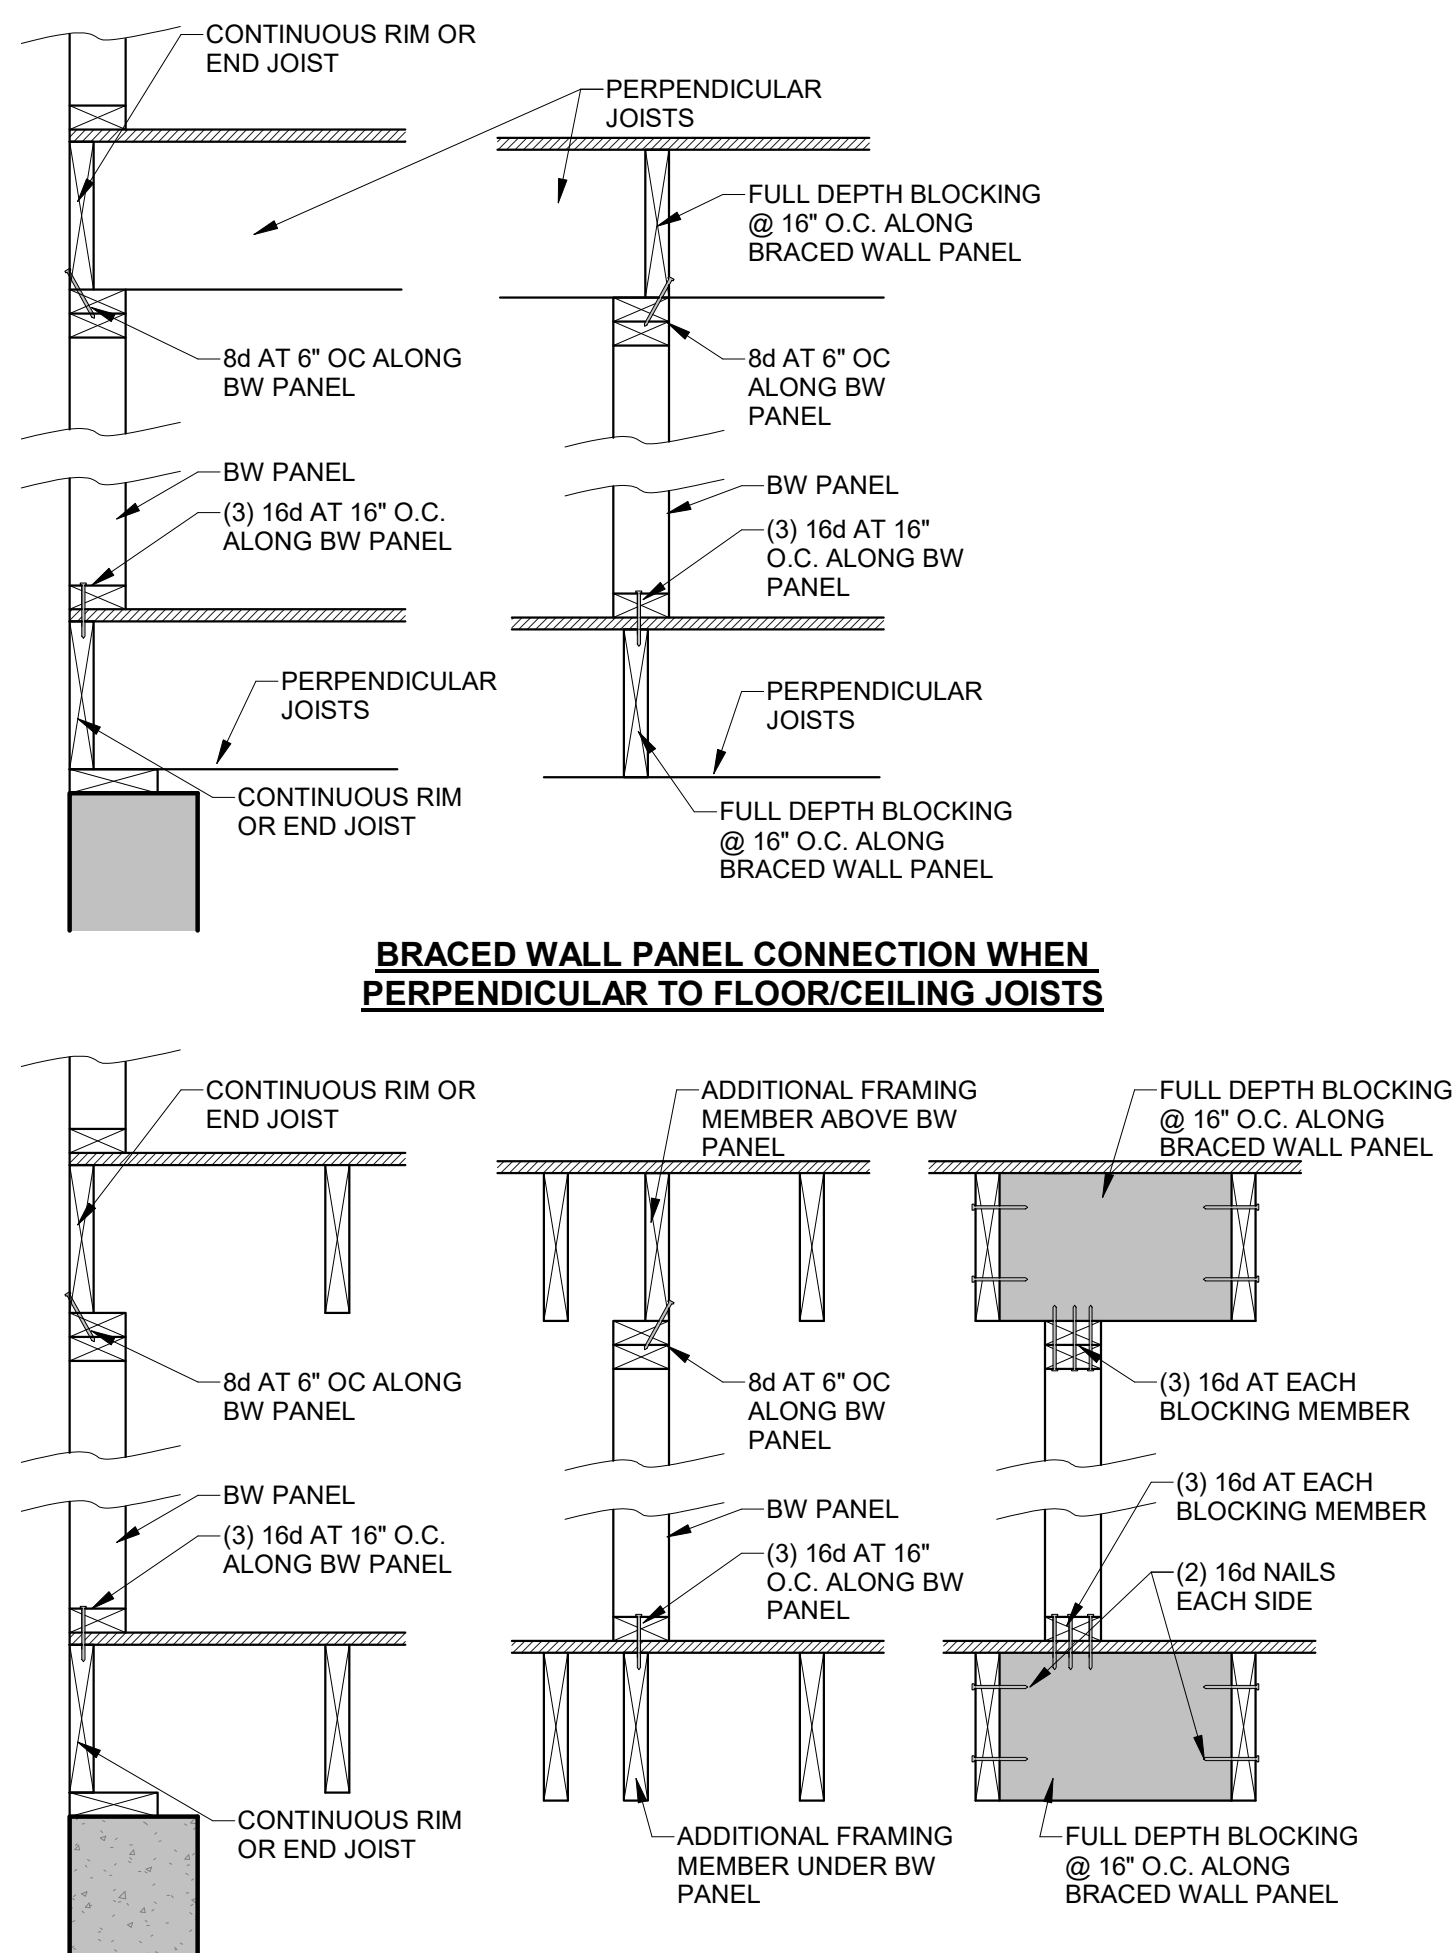 CONTINUOUS RIM OR
END JOIST
PERPENDICULAR
JOISTS
FULL DEPTH BLOCKING
@ 16" O.C. ALONG
BRACED WALL PANEL
8d AT 6" OC ALONG
BW PANEL
8d AT 6" OC
ALONG BW
PANEL
BW PANEL
(3) 16d AT 16" O.C.
ALONG BW PANEL
BW PANEL
(3) 16d AT 16"
O.C. ALONG BW
PANEL
PERPENDICULAR
JOISTS
PERPENDICULAR
JOISTS
CONTINUOUS RIM
OR END JOIST
FULL DEPTH BLOCKING
@ 16" O.C. ALONG
BRACED WALL PANEL
BRACED WALL PANEL CONNECTION WHEN
PERPENDICULAR TO FLOOR/CEILING JOISTS
CONTINUOUS RIM OR
END JOIST
ADDITIONAL FRAMING
MEMBER ABOVE BW
PANEL
FULL DEPTH BLOCKING
@ 16" O.C. ALONG
BRACED WALL PANEL
8d AT 6" OC ALONG
BW PANEL
8d AT 6" OC
ALONG BW
PANEL
(3) 16d AT EACH
BLOCKING MEMBER
BW PANEL
(3) 16d AT 16" O.C.
ALONG BW PANEL
BW PANEL
(3) 16d AT 16"
O.C. ALONG BW
PANEL
(3) 16d AT EACH
BLOCKING MEMBER
(2) 16d NAILS
EACH SIDE
CONTINUOUS RIM
OR END JOIST
ADDITIONAL FRAMING
MEMBER UNDER BW
PANEL
FULL DEPTH BLOCKING
@ 16" O.C. ALONG
BRACED WALL PANEL